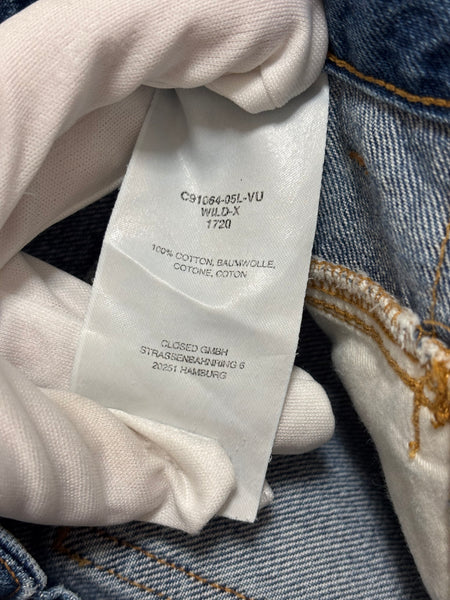 C91064-05L-VU
WILD-X
1720
100% COTTON, BAUMWOLLE,
COTONE, COTON
CLOSED GMBH
STRASSENBAHNRING 6
20251 HAMBURG